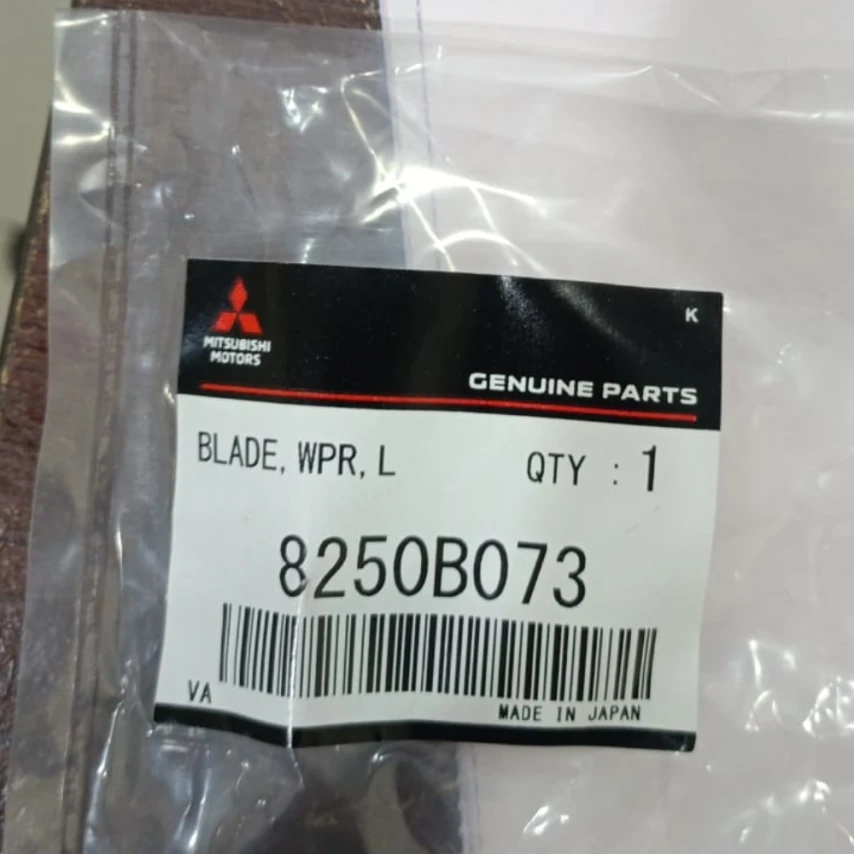 K
MITSUBISHI
MOTORS
GENUINE PARTS
BLADE, WPR, L QTY : 1
8250B073
VA
MADE IN JAPAN